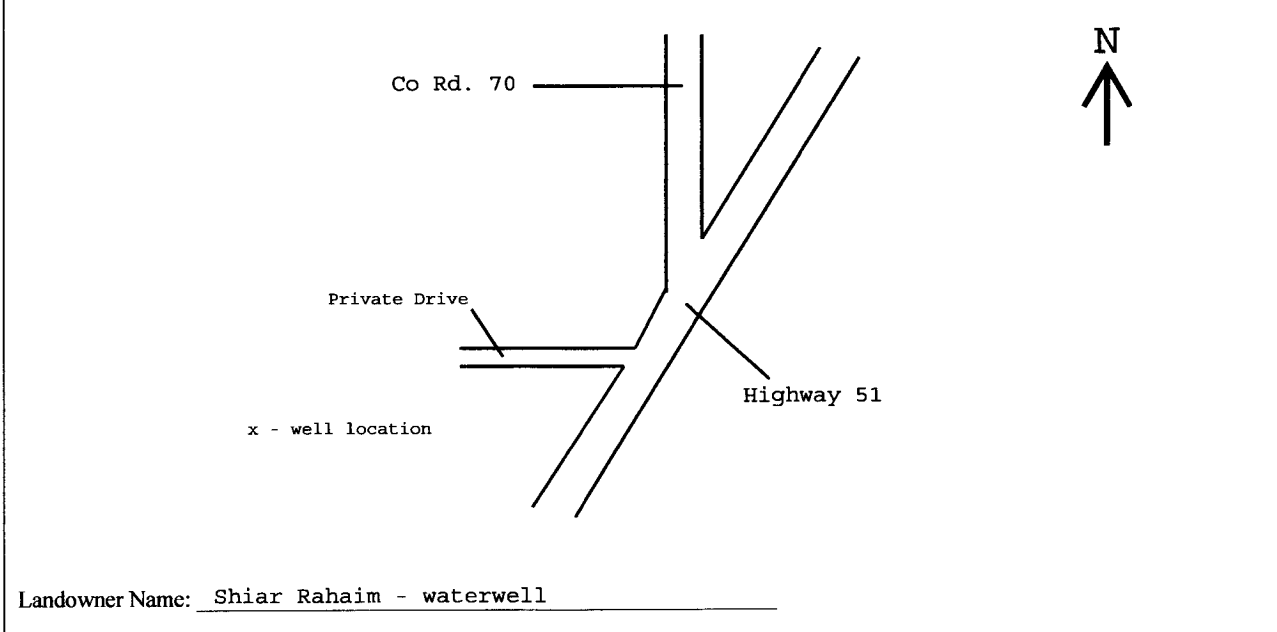 N
Co Rd. 70
Private Drive
Highway 51
x - well location
Landowner Name: Shiar Rahaim - waterwell